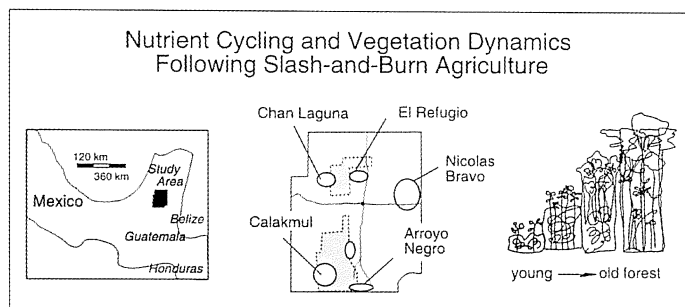 Nutrient Cycling and Vegetation Dynamics
Following Slash-and-Burn Agriculture
120 km
360 km
Study
Area
Mexico
Belize
Guatemala
Honduras
Chan Laguna
El Refugio
Nicolas
Bravo
Calakmul
Arroyo
Negro
young → old forest